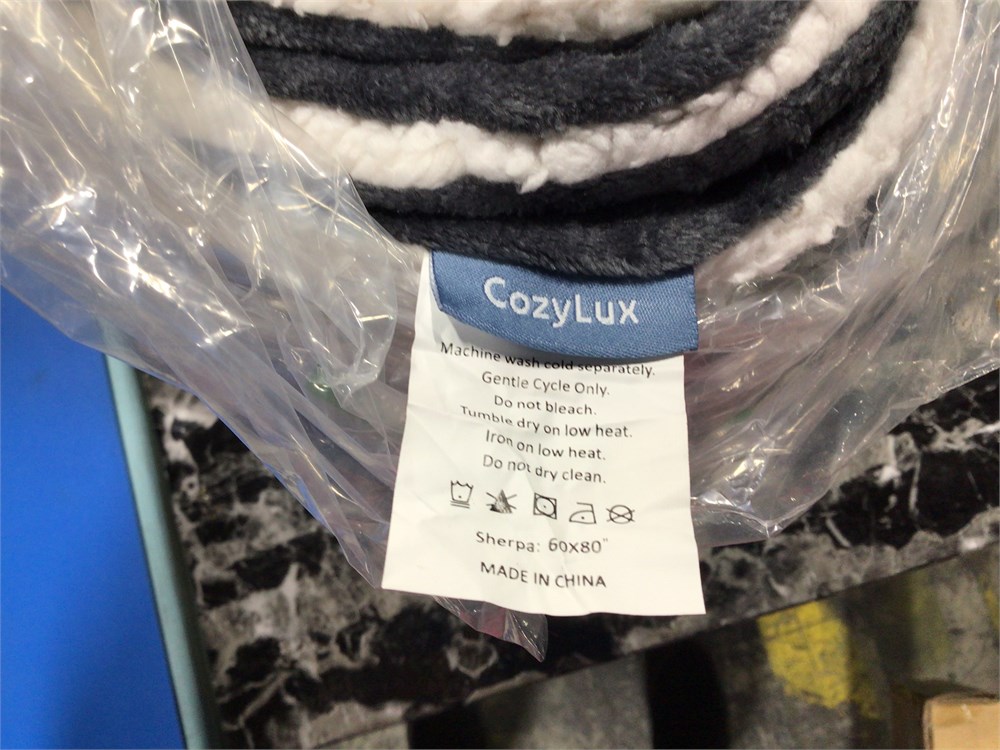 CozyLux
Machine wash cold separately.
Gentle Cycle Only.
Do not bleach.
Tumble dry on low heat.
Iron on low heat.
Do not dry clean.
Sherpa: 60x80"
MADE IN CHINA